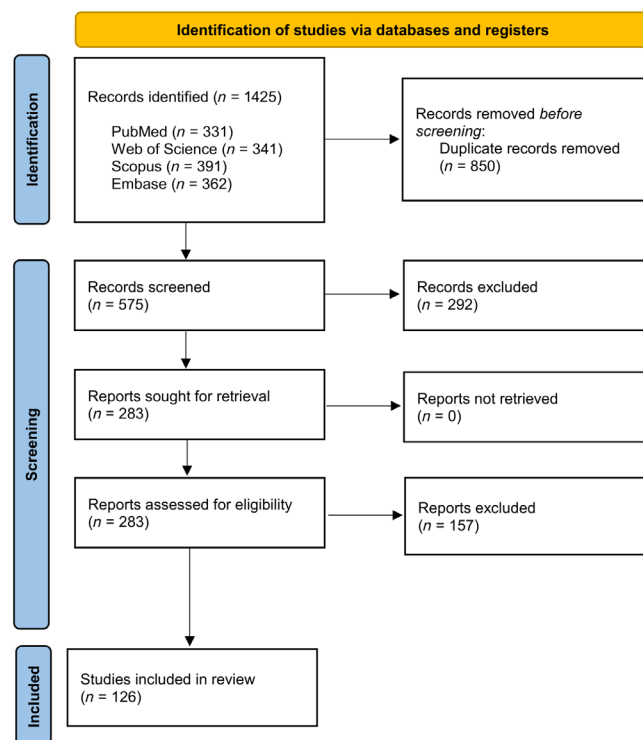 Identification of studies via databases and registers
Identification
Records identified (n = 1425)
PubMed (n = 331)
Web of Science (n = 341)
Scopus (n = 391)
Embase (n = 362)
Records removed before
screening:
Duplicate records removed
(n = 850)
Screening
Records screened
(n = 575)
Records excluded
(n = 292)
Reports sought for retrieval
(n = 283)
Reports not retrieved
(n = 0)
Reports assessed for eligibility
(n = 283)
Reports excluded
(n = 157)
Included
Studies included in review
(n = 126)